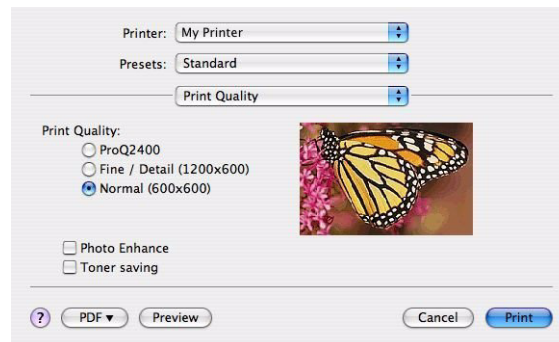 Printer: My Printer
Presets: Standard
Print Quality
Print Quality:
ProQ2400
Fine / Detail (1200x600)
Normal (600x600)
Photo Enhance
Toner saving
? PDF▼ Preview Cancel Print